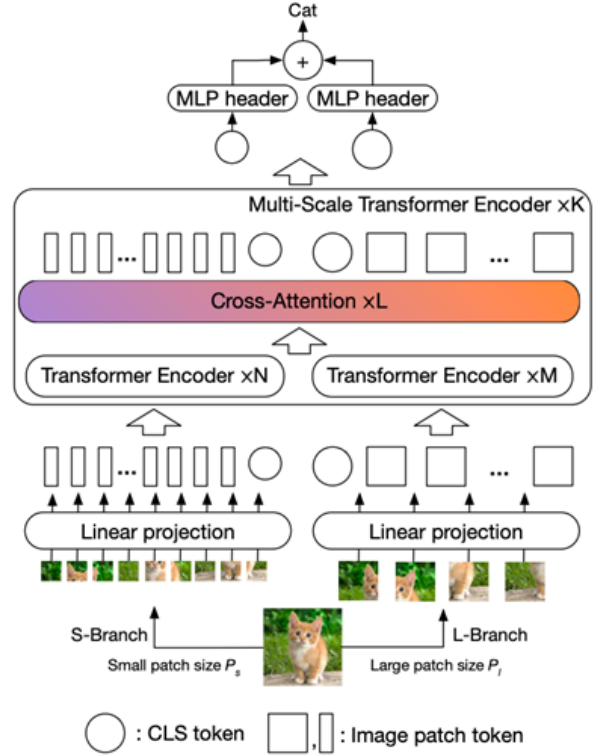 Cat
+
MLP header
MLP header
Multi-Scale Transformer Encoder ×K
...
...
Cross-Attention ×L
Transformer Encoder ×N
Transformer Encoder ×M
...
...
Linear projection
Linear projection
S-Branch
L-Branch
Small patch size Pₛ
Large patch size Pₗ
: CLS token
, : Image patch token